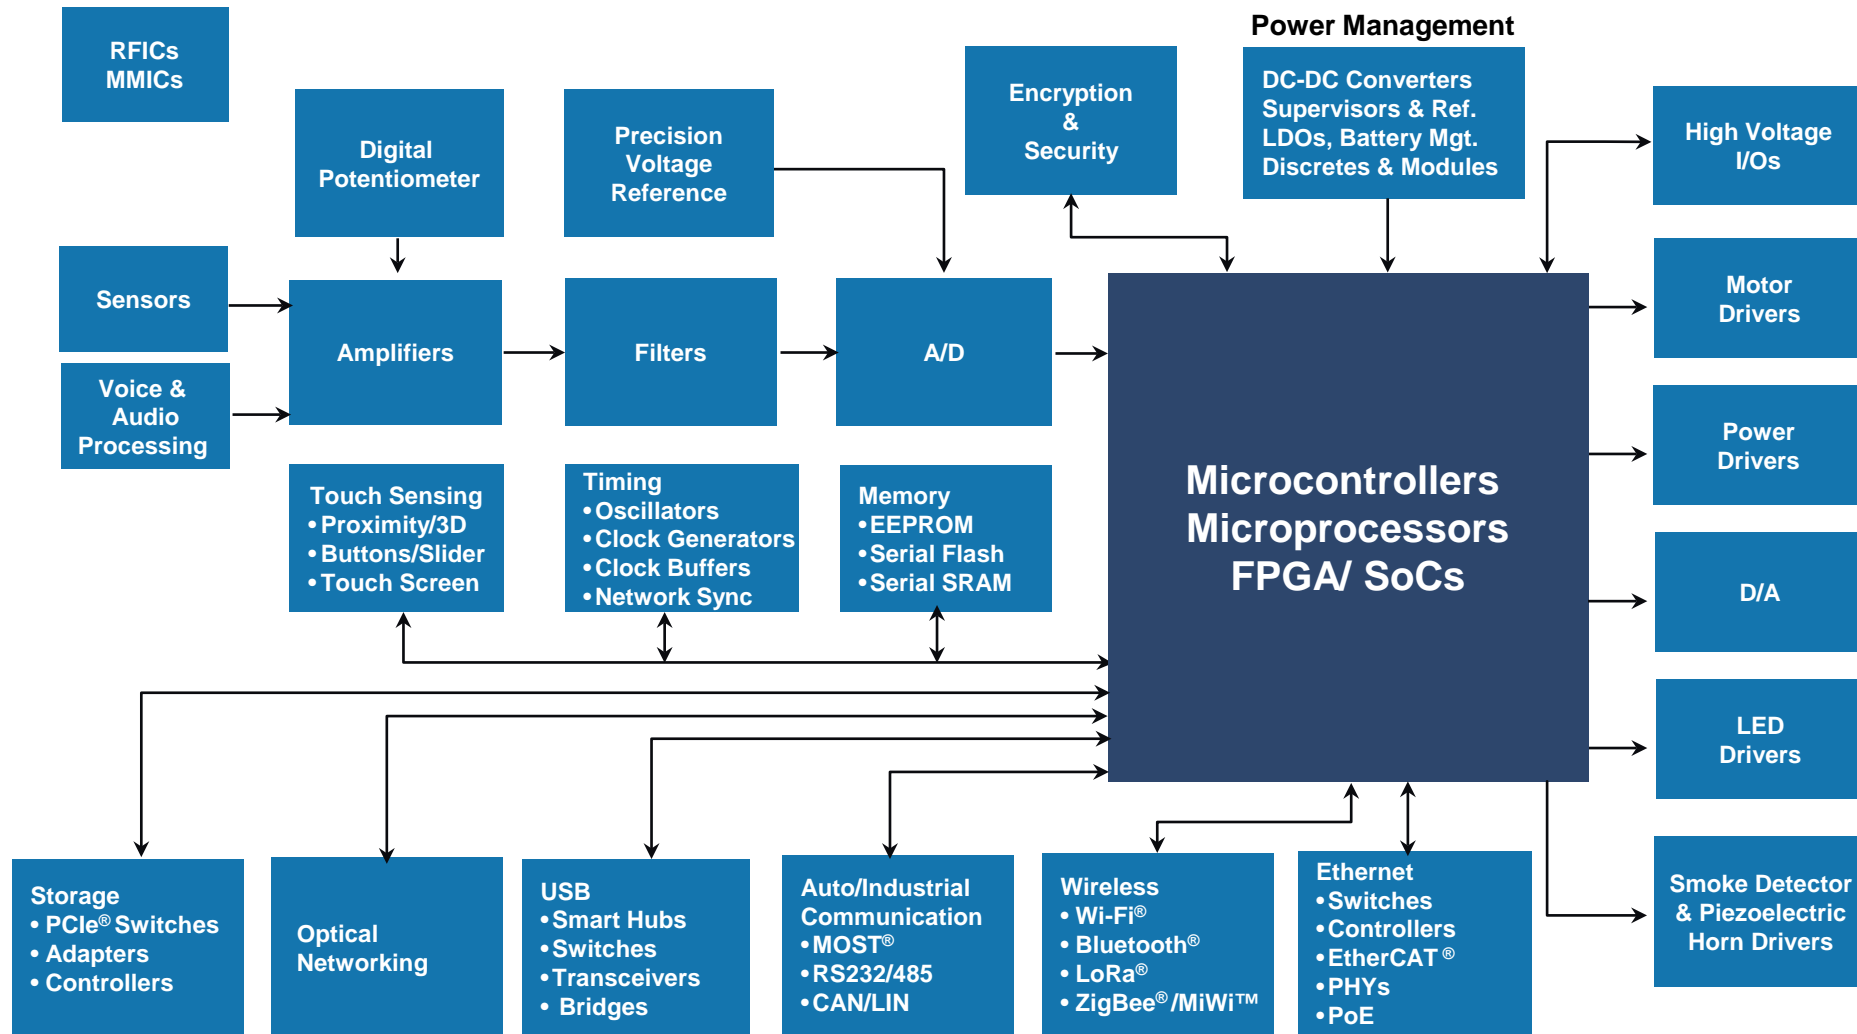 Power Management
RFICs
MMICs
Digital
Potentiometer
Precision
Voltage
Reference
Encryption
&
Security
DC-DC Converters
Supervisors & Ref.
LDOs, Battery Mgt.
Discretes & Modules
High Voltage
I/Os
Sensors
Voice &
Audio
Processing
Amplifiers
Filters
A/D
Motor
Drivers
Power
Drivers
D/A
LED
Drivers
Smoke Detector
& Piezoelectric
Horn Drivers
Microcontrollers
Microprocessors
FPGA/ SoCs
Touch Sensing
• Proximity/3D
• Buttons/Slider
• Touch Screen
Timing
• Oscillators
• Clock Generators
• Clock Buffers
• Network Sync
Memory
• EEPROM
• Serial Flash
• Serial SRAM
Storage
• PCIe® Switches
• Adapters
• Controllers
Optical
Networking
USB
• Smart Hubs
• Switches
• Transceivers
• Bridges
Auto/Industrial
Communication
• MOST®
• RS232/485
• CAN/LIN
Wireless
• Wi-Fi®
• Bluetooth®
• LoRa®
• ZigBee® /MiWi™
Ethernet
• Switches
• Controllers
• EtherCAT ®
• PHYs
• PoE